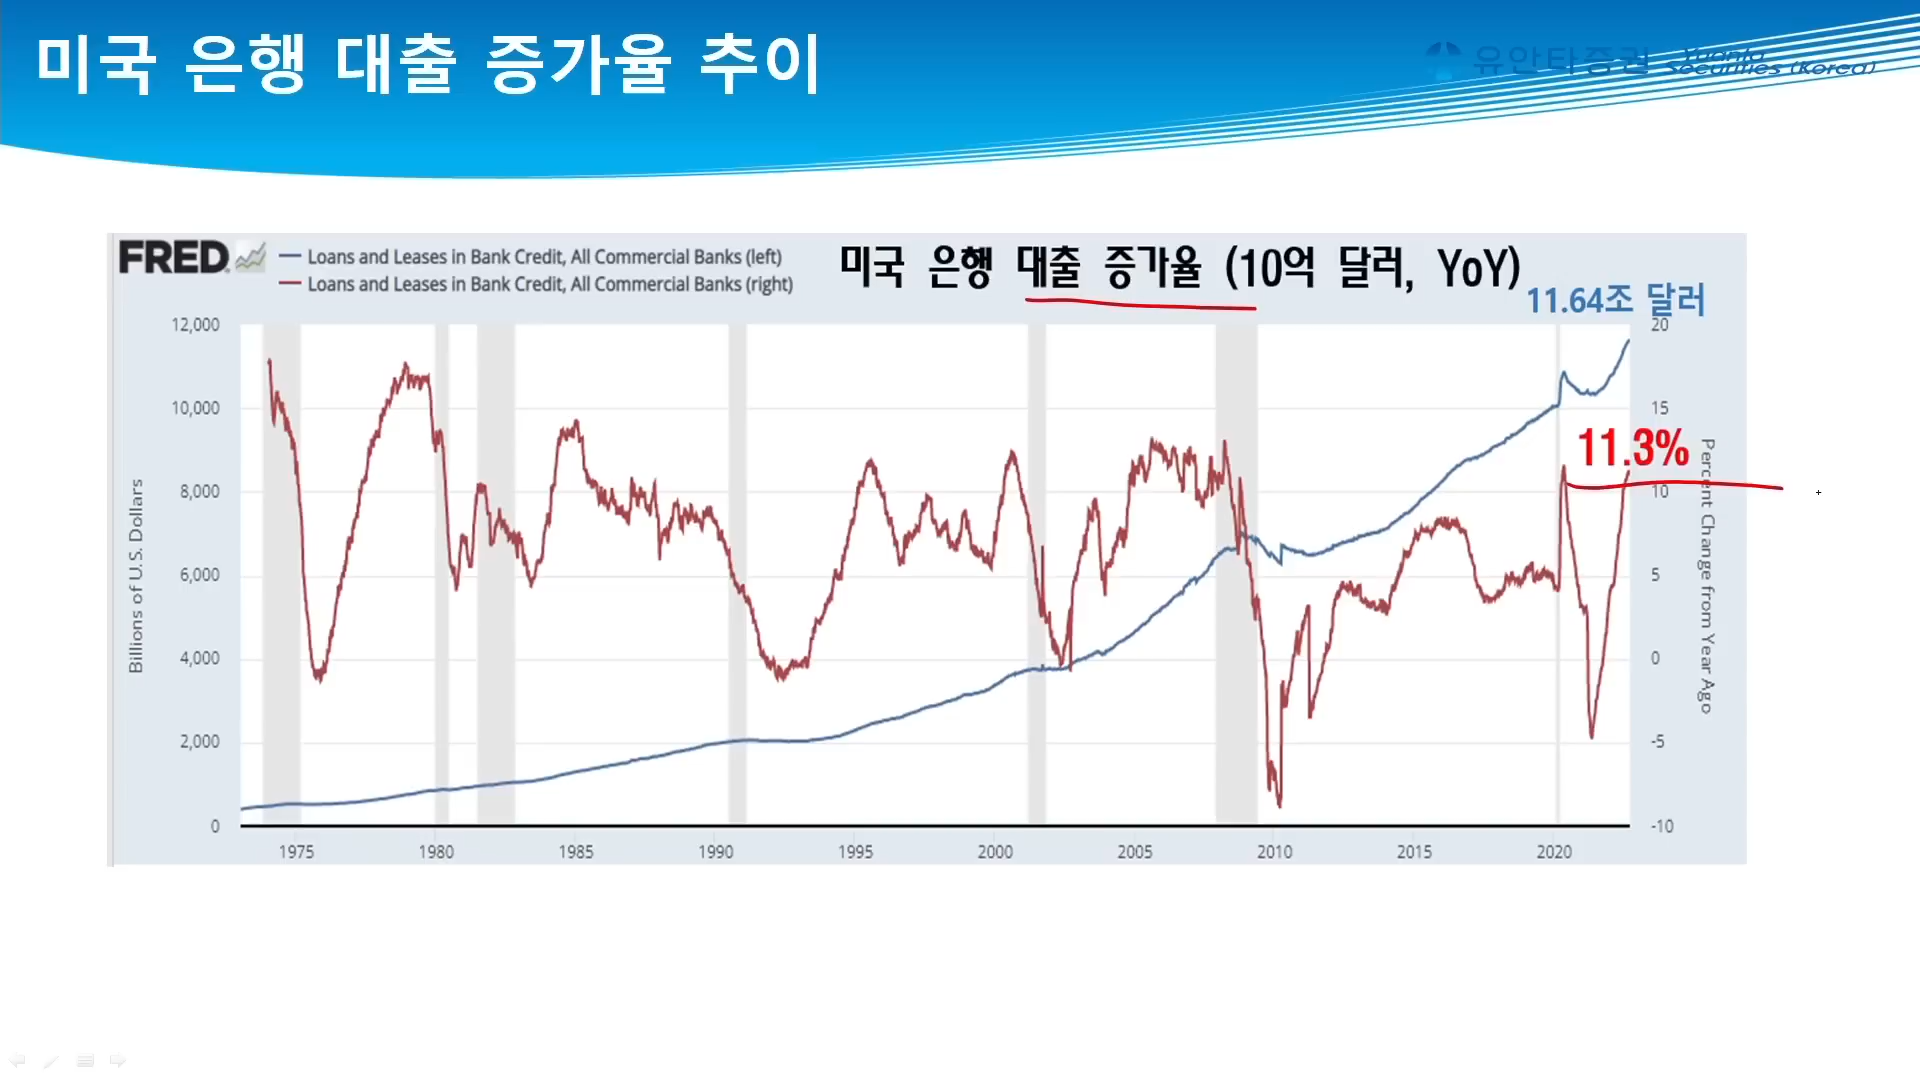 미국 은행 대출 증가율 추이
유안타증권 Yuanta Securities (Korea)
FRED
Loans and Leases in Bank Credit, All Commercial Banks (left)
Loans and Leases in Bank Credit, All Commercial Banks (right)
미국 은행 대출 증가율 (10억 달러, YoY)
11.64조 달러
12,000
10,000
8,000
6,000
4,000
2,000
0
Billions of U.S. Dollars
20
15
10
5
0
-5
-10
Percent Change from Year Ago
11.3%
1975 1980 1985 1990 1995 2000 2005 2010 2015 2020